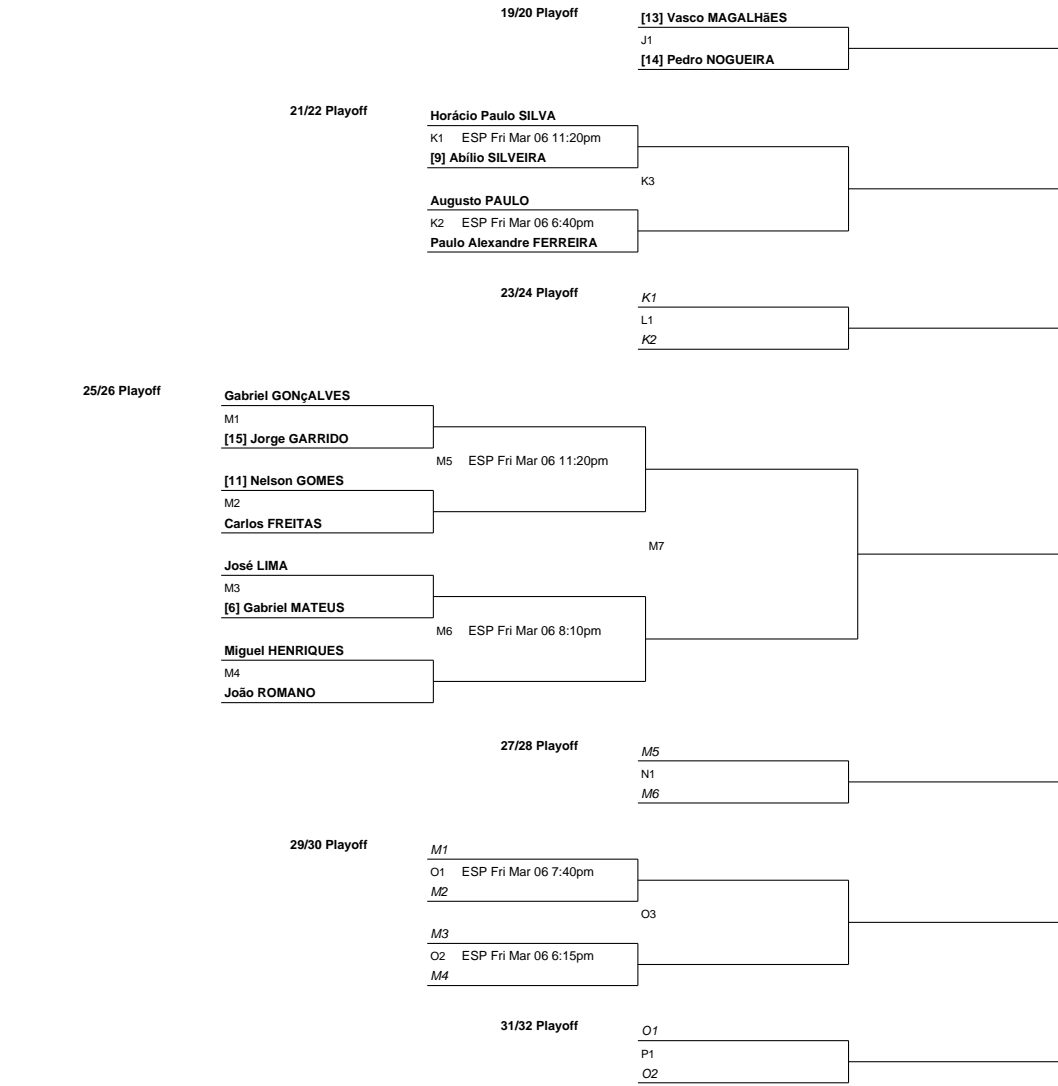 19/20 Playoff
[13] Vasco MAGALHãES
J1
[14] Pedro NOGUEIRA
21/22 Playoff
Horácio Paulo SILVA
K1 ESP Fri Mar 06 11:20pm
[9] Abílio SILVEIRA
K3
Augusto PAULO
K2 ESP Fri Mar 06 6:40pm
Paulo Alexandre FERREIRA
23/24 Playoff
K1
L1
K2
25/26 Playoff
Gabriel GONçALVES
M1
[15] Jorge GARRIDO
M5 ESP Fri Mar 06 11:20pm
[11] Nelson GOMES
M2
Carlos FREITAS
M7
José LIMA
M3
[6] Gabriel MATEUS
M6 ESP Fri Mar 06 8:10pm
Miguel HENRIQUES
M4
João ROMANO
27/28 Playoff
M5
N1
M6
29/30 Playoff
M1
O1 ESP Fri Mar 06 7:40pm
M2
O3
M3
O2 ESP Fri Mar 06 6:15pm
M4
31/32 Playoff
O1
P1
O2